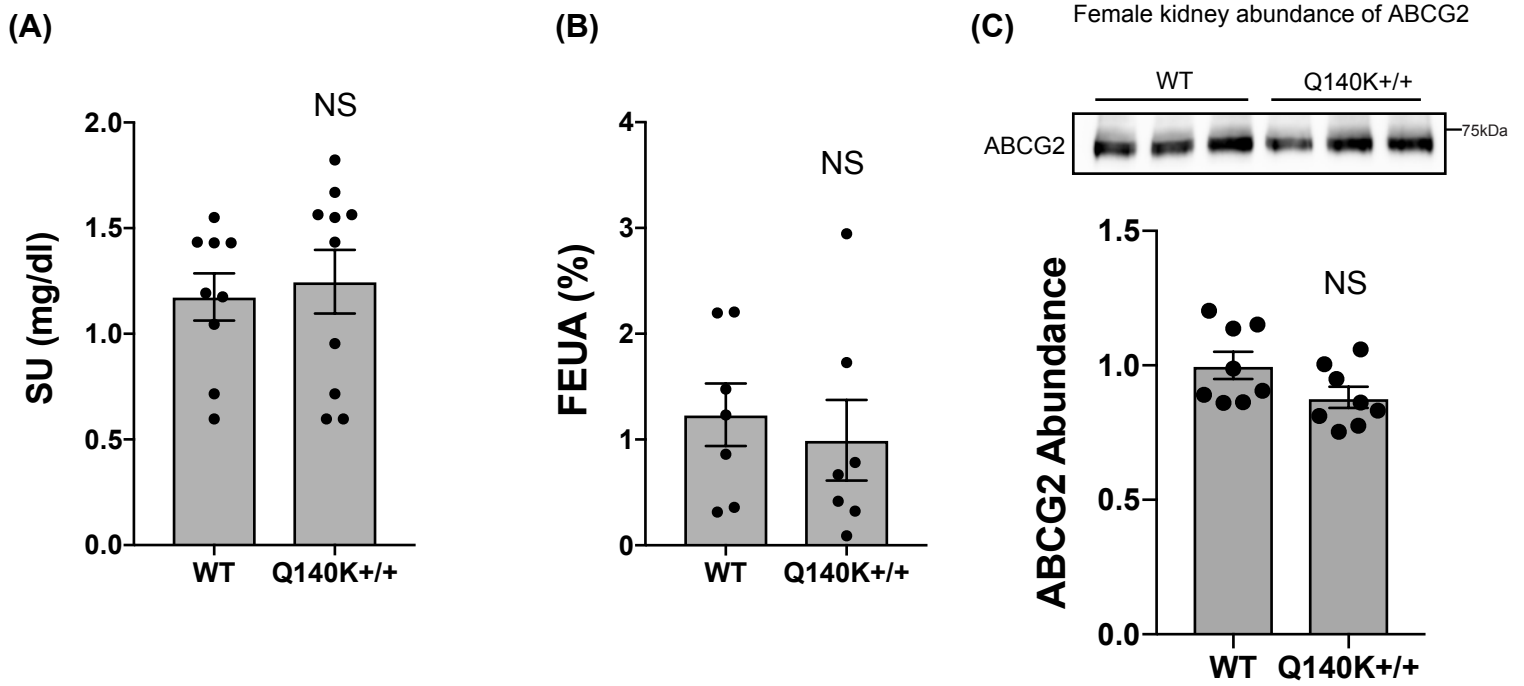 (A)
NS
2.0
1.5
1.0
0.5
0.0
SU (mg/dl)
WT Q140K+/+
(B)
NS
4
3
2
1
0
FEUA (%)
WT Q140K+/+
(C)
Female kidney abundance of ABCG2
WT Q140K+/+
ABCG2
75kDa
NS
1.5
1.0
0.5
0.0
ABCG2 Abundance
WT Q140K+/+